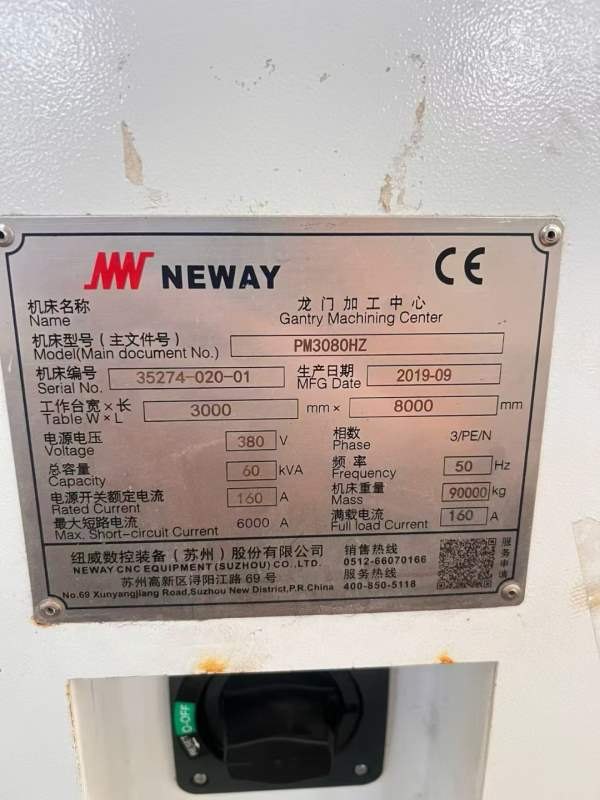 NEWAY CE
机床名称 龙门加工中心
Name Gantry Machining Center
机床型号(主文件号) PM3080HZ
Model(Main document No.)
机床编号 35274-020-01 生产日期 2019-09
Serial No. MFG Date
工作台宽×长 3000 mm × 8000 mm
Table W×L
电源电压 380 V 相数 3/PE/N
Voltage Phase
总容量 60 kVA 频率 50 Hz
Capacity Frequency
电源开关额定电流 160 A 机床重量 90000 kg
Rated Current Mass
最大短路电流 6000 A 满载电流 160 A
Max. Short-circuit Current Full load Current
纽威数控装备(苏州)股份有限公司 销售热线
NEWAY CNC EQUIPMENT (SUZHOU) CO., LTD. 0512-66070166
苏州高新区浔阳江路 69 号 服务热线
No.69 Xunyangjiang Road,Suzhou New District,P.R.China 400-850-5118
服务申请
O-OFF